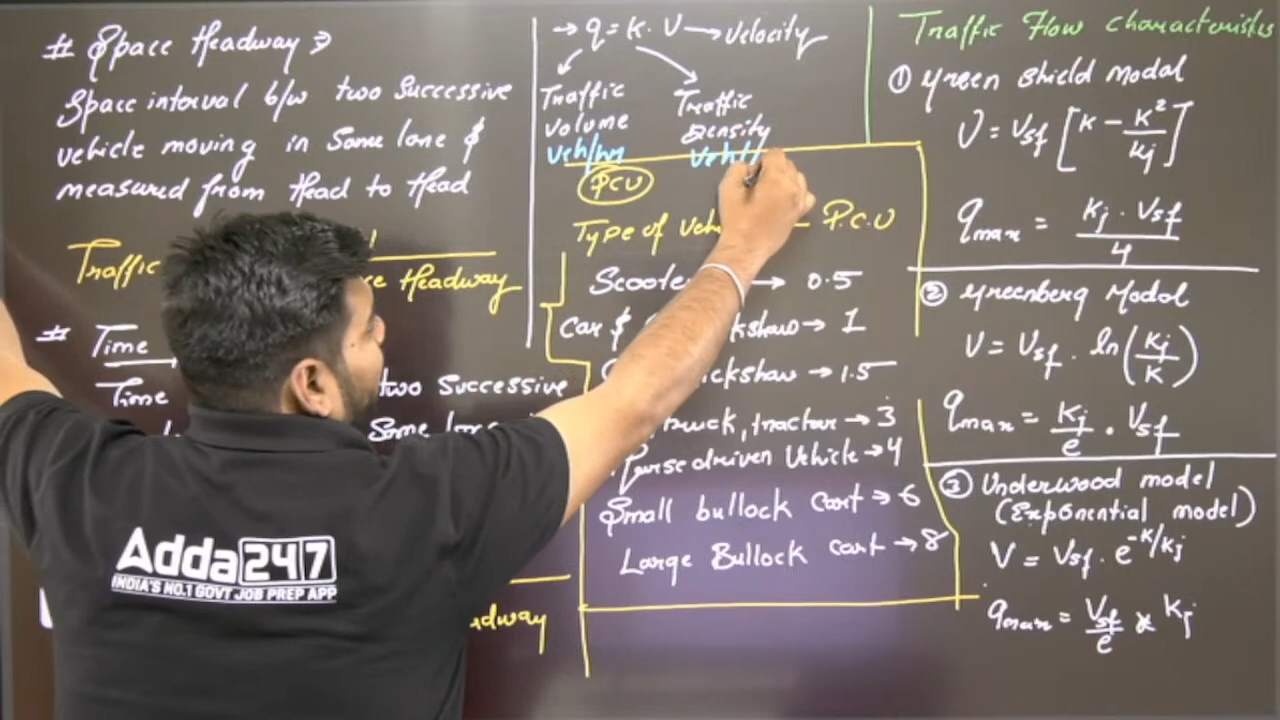 # Space Headway →
Space interval b/w two successive
vehicle moving in Same lane &
measured from Head to Head
Traffic
ce Headway
# Time
Time
two Successive
Same
adway
→ q = K . V → Velocity
Traffic
Volume
Veh/hr
Traffic
Density
Veh/
PCU
Type of Veh — P.C.U
Scooter → 0.5
Car & kshaw → 1
ickshaw → 1.5
truck, tractor → 3
Horse driven Vehicle → 4
Small bullock cart → 6
Large Bullock cart → 8
Traffic Flow characteristics
① Green Shield Modal
V = Vsf [K - K²/Kj]
qmax = Kj . Vsf / 4
② Greenberg Modal
V = Vsf . ln (Kj/K)
qmax = Kj/e . Vsf
③ Underwood model
(Exponential model)
V = Vsf . e^-K/Kj
qmax = Vsf/e × Kj
Adda247
INDIA'S NO.1 GOVT JOB PREP APP